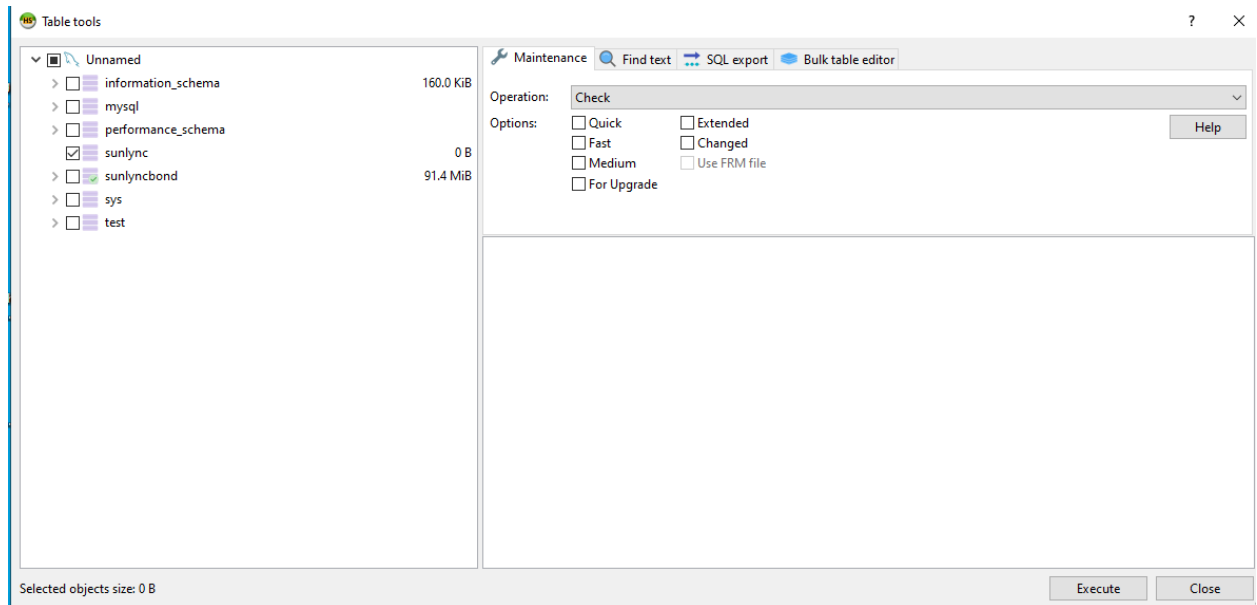 HS Table tools ?
Unnamed
information_schema 160.0 KiB
mysql
performance_schema
sunlync 0 B
sunlyncbond 91.4 MiB
sys
test
Maintenance Find text SQL export Bulk table editor
Operation: Check
Options: Quick Extended Help
Fast Changed
Medium Use FRM file
For Upgrade
Selected objects size: 0 B Execute Close